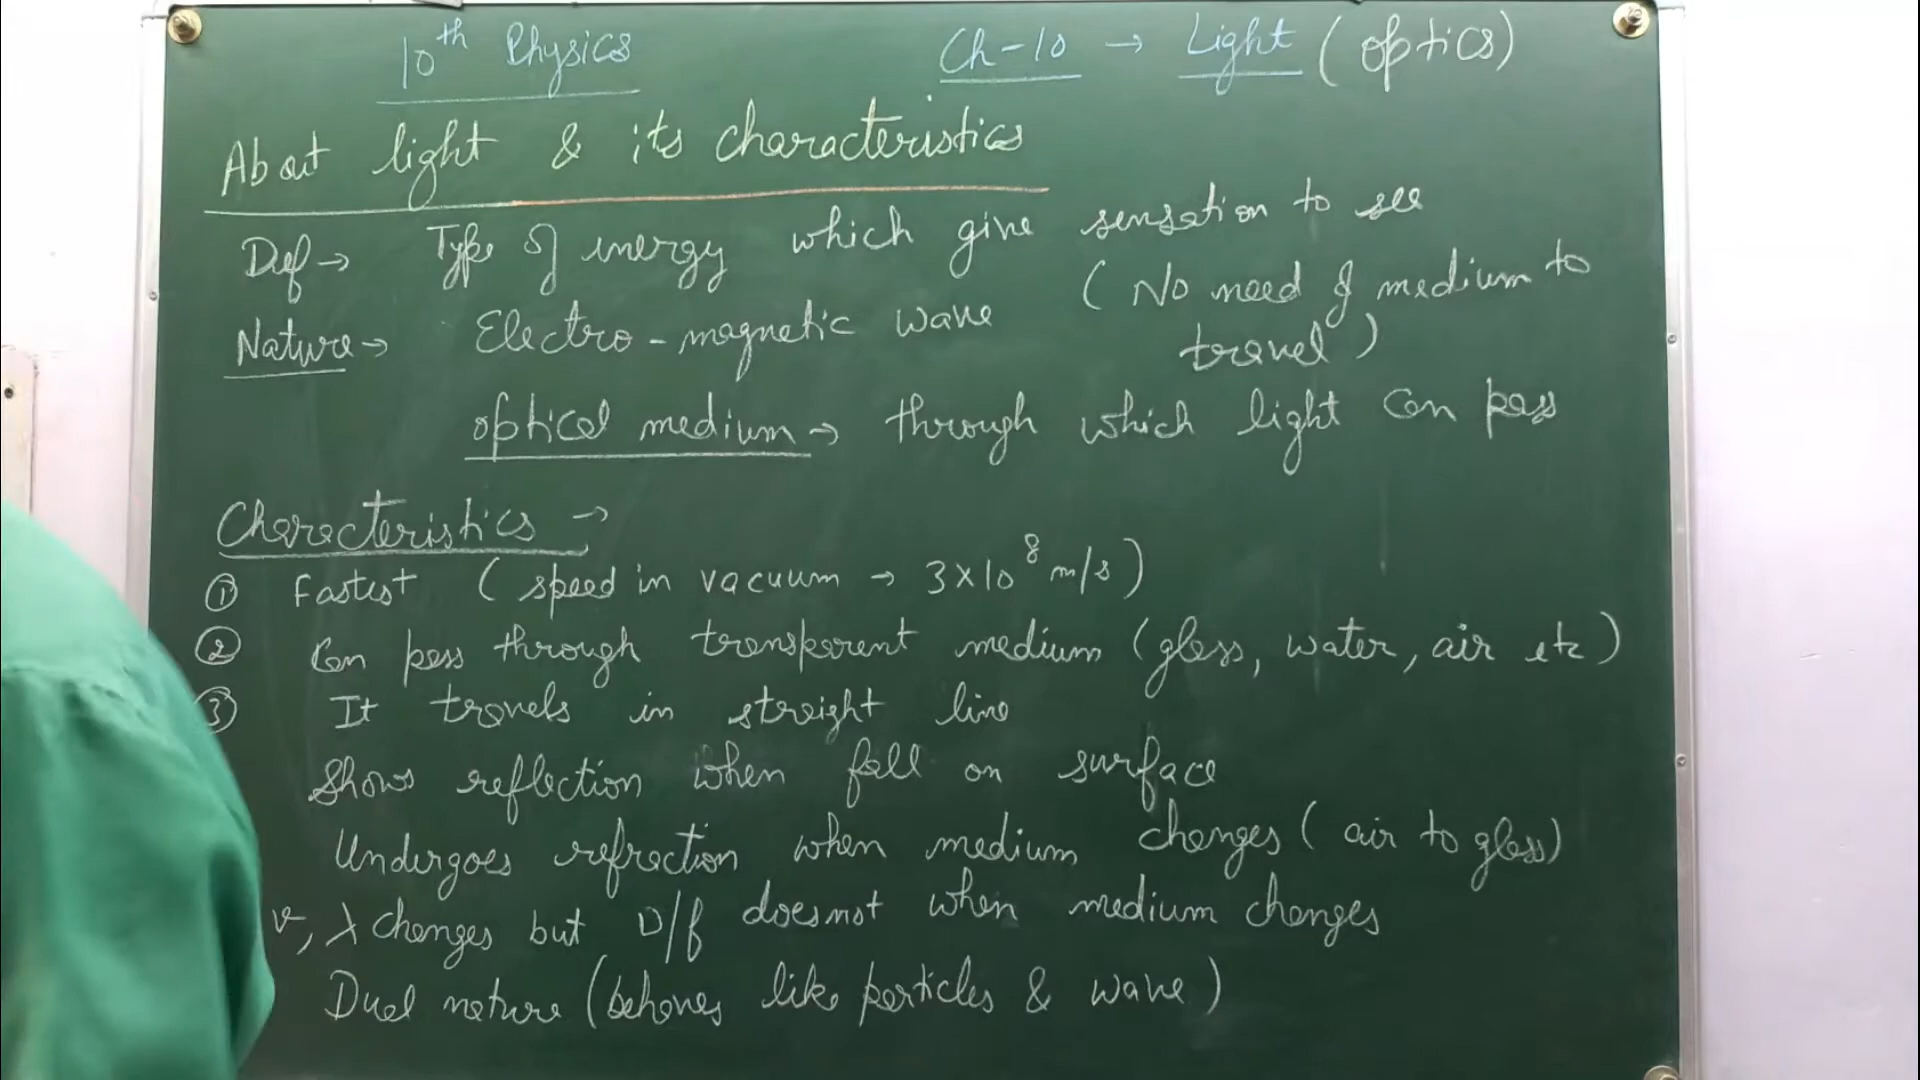 10th Physics
Ch-10 → Light (optics)
About light & its characteristics
Def → Type of energy which give sensation to see
Nature → Electro-magnetic wave (No need of medium to travel)
optical medium → through which light can pass
Characteristics →
① Fastest (speed in vacuum → 3×10⁸ m/s)
② Can pass through transparent medium (glass, water, air etc)
③ It travels in straight line
Shows reflection when fall on surface
Undergoes refraction when medium changes (air to glass)
v, λ changes but ν/f doesnot when medium changes
Dual nature (behaves like particles & wave)